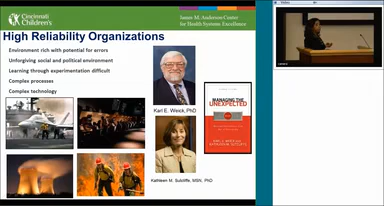 Cincinnati
Children's
James M. Anderson Center
for Health Systems Excellence
High Reliability Organizations
Environment rich with potential for errors
Unforgiving social and political environment
Learning through experimentation difficult
Complex processes
Complex technology
Karl E. Weick, PhD
MANAGING THE
UNEXPECTED
Kathleen M. Sutcliffe, MSN, PhD